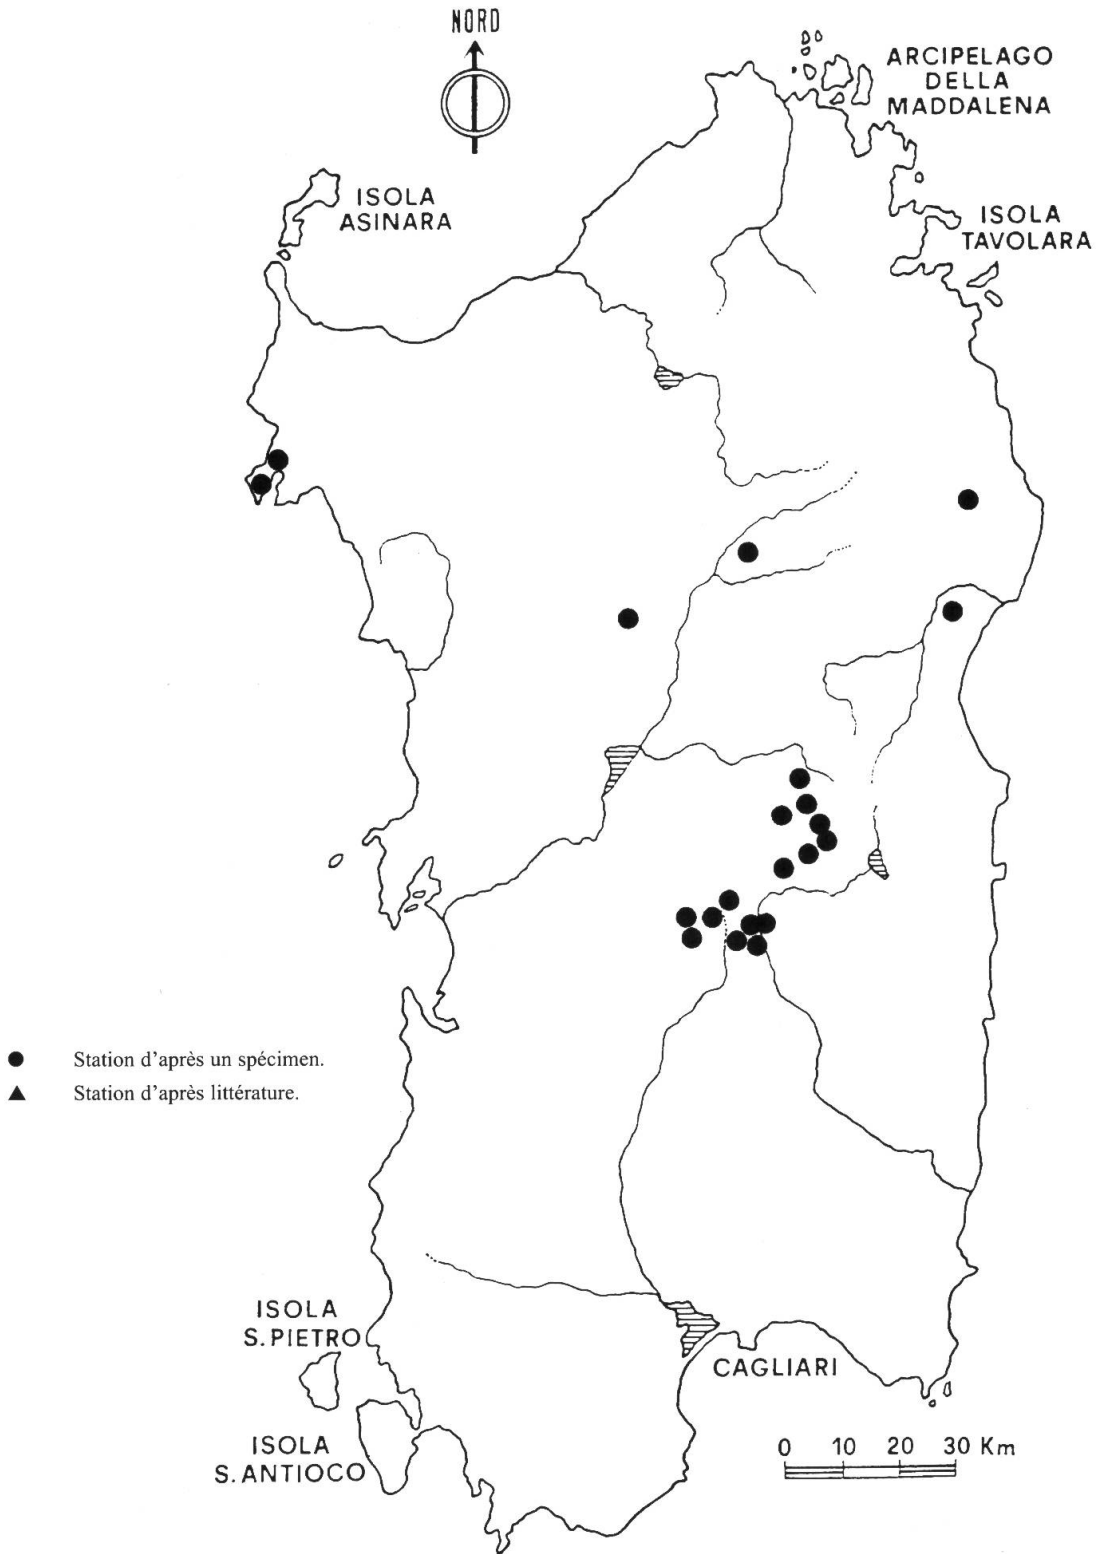 NORD
ARCIPELAGO
DELLA
MADDALENA
ISOLA
ASINARA
ISOLA
TAVOLARA
● Station d'après un spécimen.
▲ Station d'après littérature.
ISOLA
S.PIETRO
CAGLIARI
ISOLA
S.ANTIOCO
0 10 20 30 Km